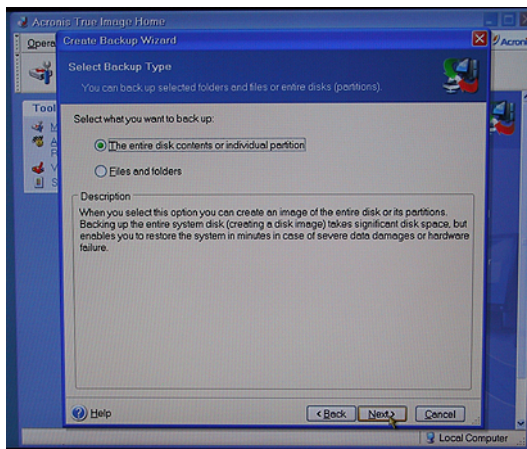 Acronis True Image Home
Opera
Create Backup Wizard
Acroni
Select Backup Type
You can back up selected folders and files or entire disks (partitions).
Tool
Select what you want to back up:
The entire disk contents or individual partition
Files and folders
Description
When you select this option you can create an image of the entire disk or its partitions.
Backing up the entire system disk (creating a disk image) takes significant disk space, but
enables you to restore the system in minutes in case of severe data damages or hardware
failure.
Help
< Back
Next >
Cancel
Local Computer